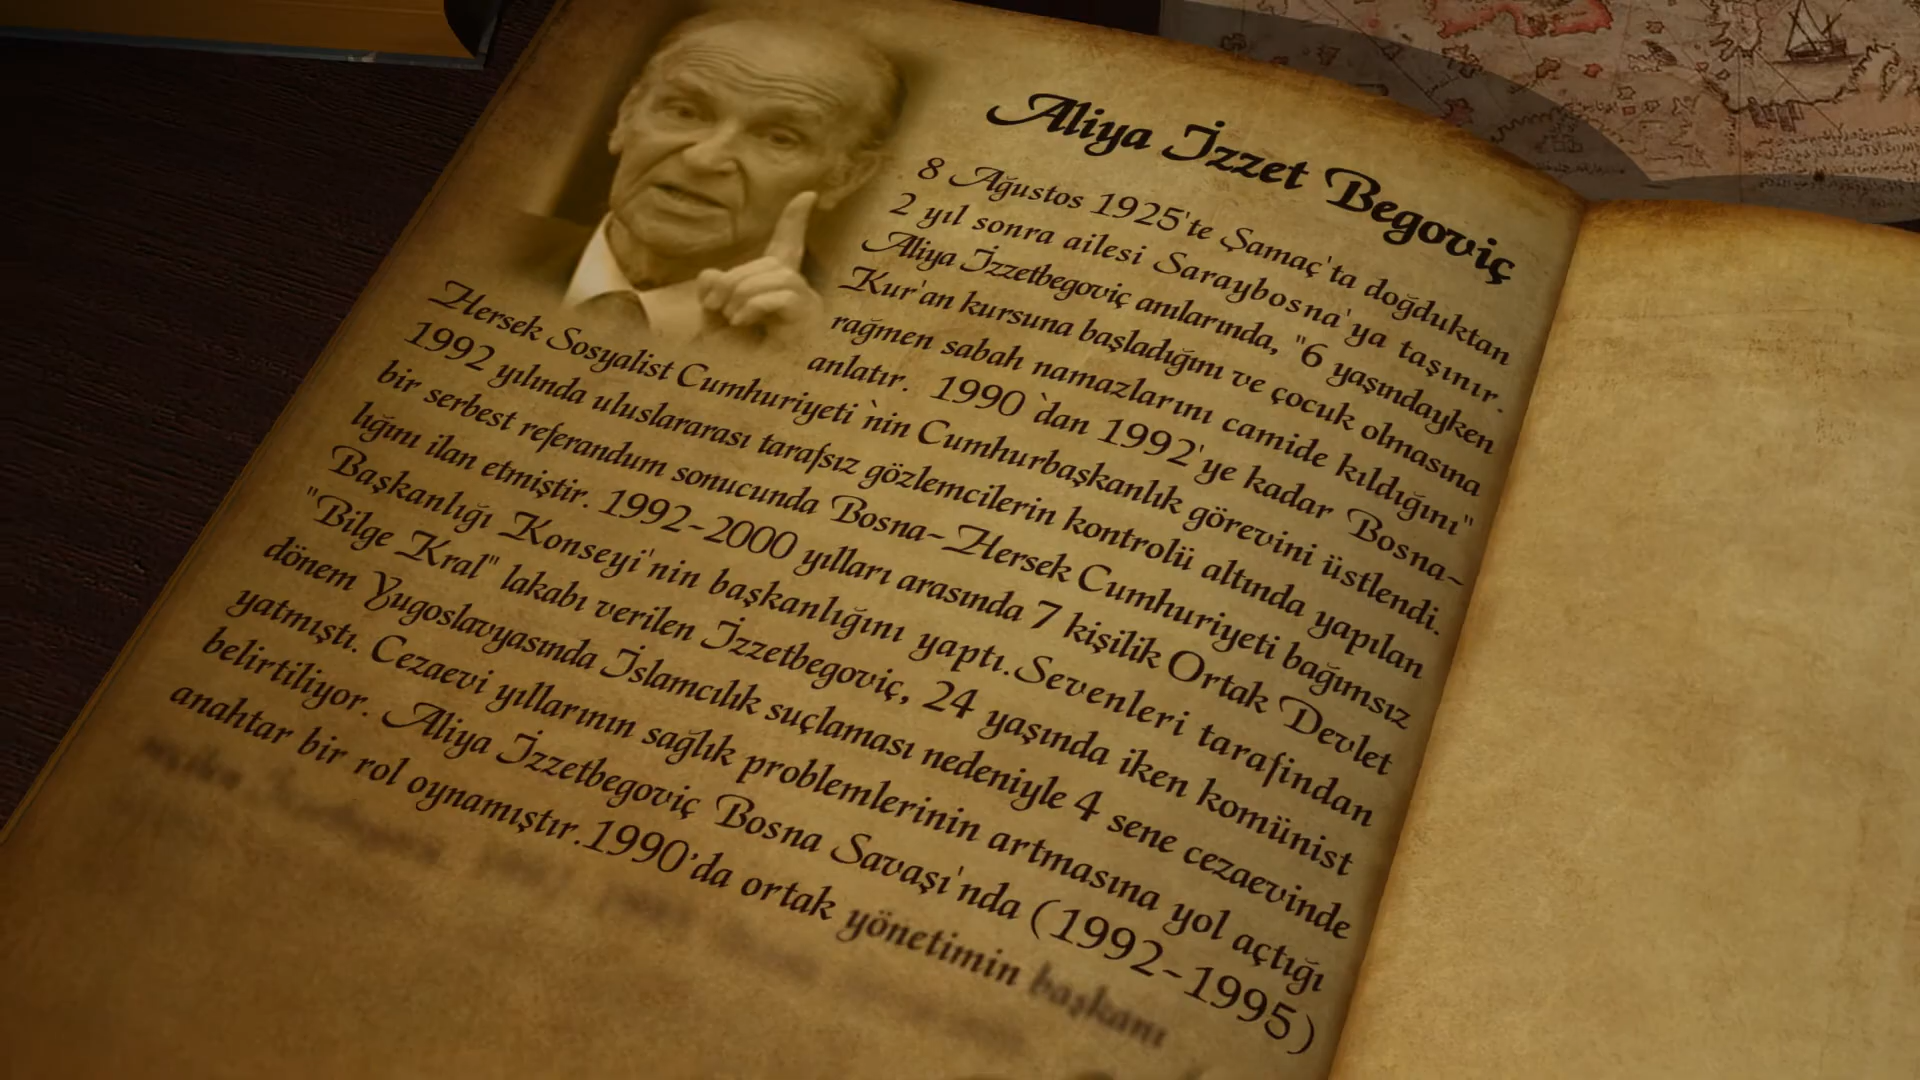 Aliya İzzet Begoviç
8 Ağustos 1925'te Şamaç'ta doğduktan
2 yıl sonra ailesi Saraybosna'ya taşınır.
Aliya İzzetbegoviç anılarında, "6 yaşındayken
Kur'an kursuna başladığını ve çocuk olmasına
rağmen sabah namazlarını camide kıldığını"
anlatır. 1990`dan 1992'ye kadar Bosna-
Hersek Sosyalist Cumhuriyeti`nin Cumhurbaşkanlık görevini üstlendi.
1992 yılında uluslararası tarafsız gözlemcilerin kontrolü altında yapılan
bir serbest referandum sonucunda Bosna-Hersek Cumhuriyeti bağımsız
lığını ilan etmiştir. 1992-2000 yılları arasında 7 kişilik Ortak Devlet
Başkanlığı Konseyi'nin başkanlığını yaptı.Sevenleri tarafından
"Bilge Kral" lakabı verilen İzzetbegoviç, 24 yaşında iken komünist
dönem Yugoslavyasında İslamcılık suçlaması nedeniyle 4 sene cezaevinde
yatmıştı. Cezaevi yıllarının sağlık problemlerinin artmasına yol açtığı
belirtiliyor. Aliya İzzetbegoviç Bosna Savaşı'nda (1992-1995)
anahtar bir rol oynamıştır.1990'da ortak yönetimin başkanı